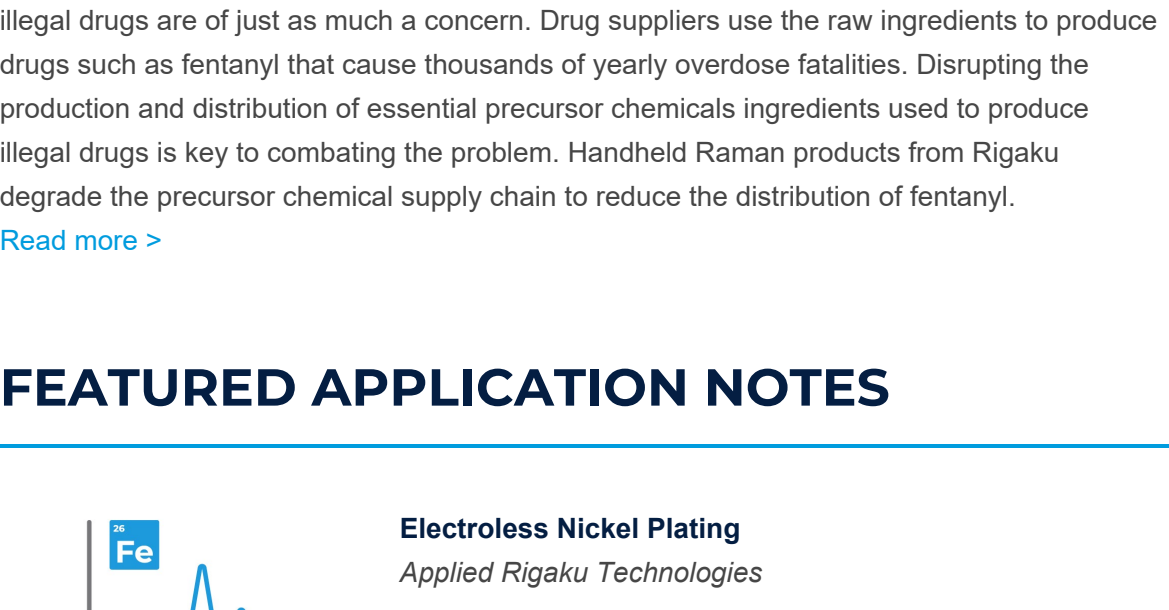 illegal drugs are of just as much a concern. Drug suppliers use the raw ingredients to produce
drugs such as fentanyl that cause thousands of yearly overdose fatalities. Disrupting the
production and distribution of essential precursor chemicals ingredients used to produce
illegal drugs is key to combating the problem. Handheld Raman products from Rigaku
degrade the precursor chemical supply chain to reduce the distribution of fentanyl.
Read more >
FEATURED APPLICATION NOTES
26
Fe
Electroless Nickel Plating
Applied Rigaku Technologies